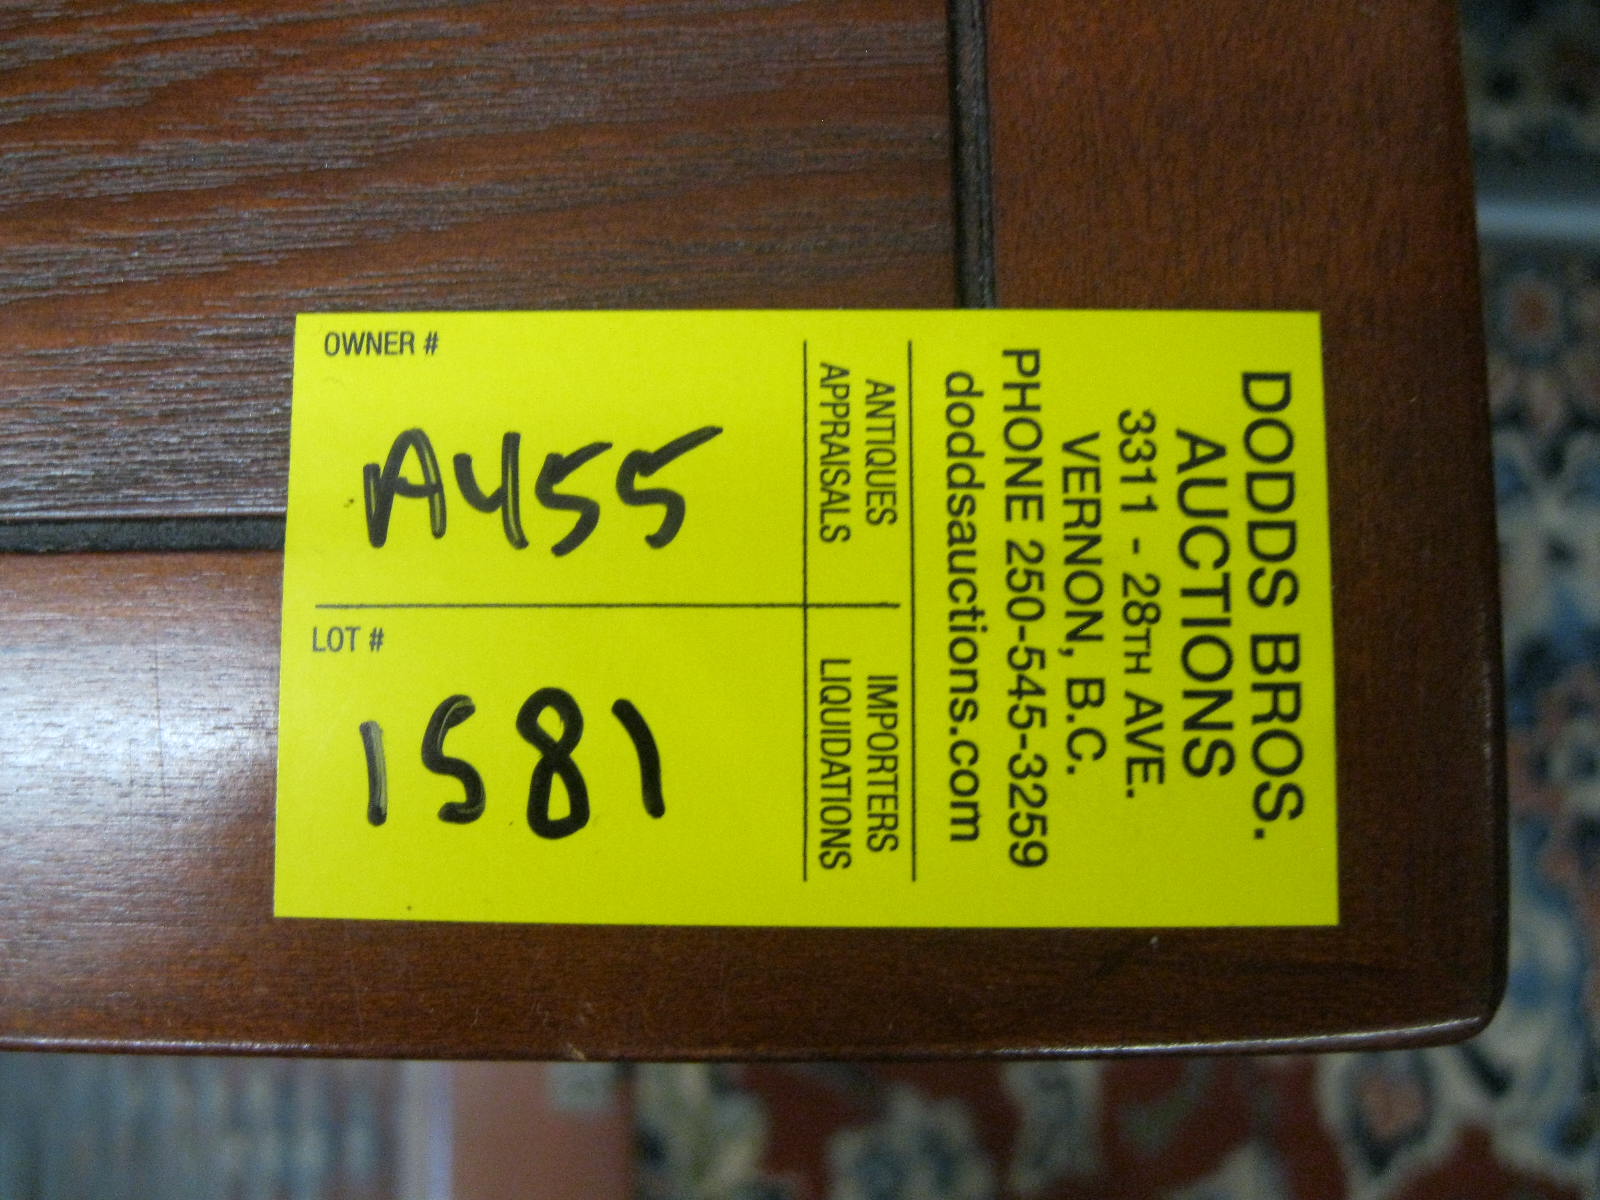 DODDS BROS.
AUCTIONS
3311 - 28TH AVE.
VERNON, B.C.
PHONE 250-545-3259
doddsauctions.com
ANTIQUES IMPORTERS
APPRAISALS LIQUIDATIONS
OWNER #
A455
LOT #
1581